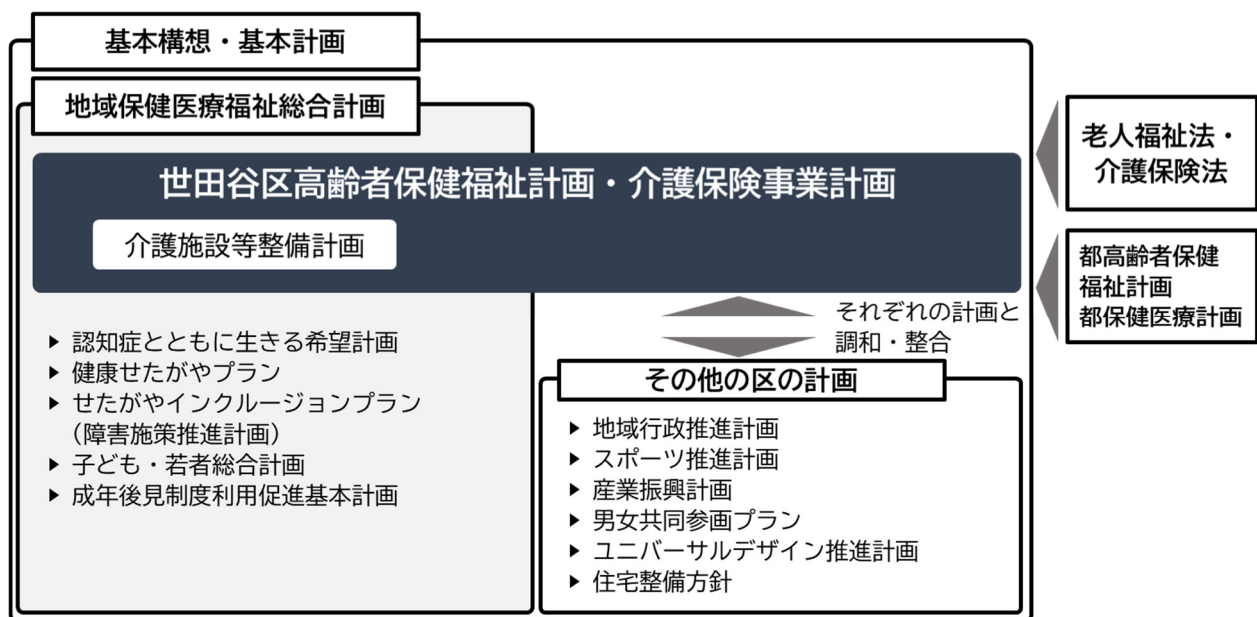 基本構想・基本計画
地域保健医療福祉総合計画
世田谷区高齢者保健福祉計画・介護保険事業計画
介護施設等整備計画
▶ 認知症とともに生きる希望計画
▶ 健康せたがやプラン
▶ せたがやインクルージョンプラン
（障害施策推進計画）
▶ 子ども・若者総合計画
▶ 成年後見制度利用促進基本計画
それぞれの計画と
調和・整合
その他の区の計画
▶ 地域行政推進計画
▶ スポーツ推進計画
▶ 産業振興計画
▶ 男女共同参画プラン
▶ ユニバーサルデザイン推進計画
▶ 住宅整備方針
老人福祉法・
介護保険法
都高齢者保健
福祉計画
都保健医療計画